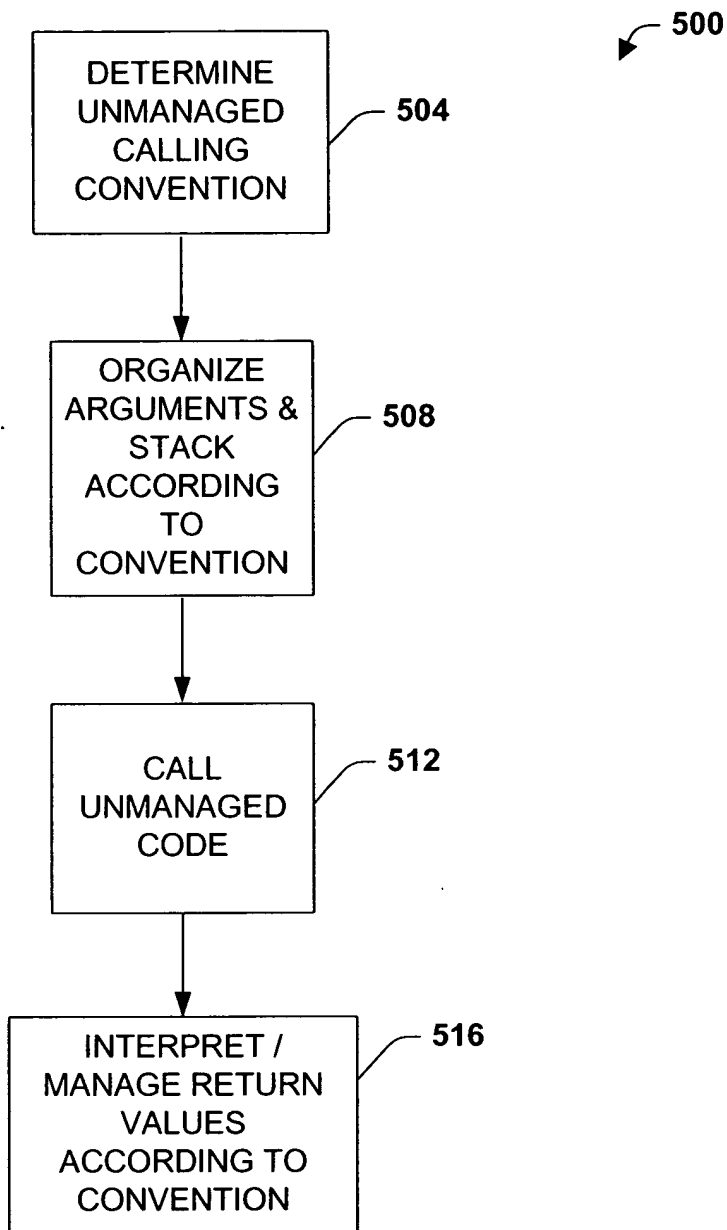 500
DETERMINE
UNMANAGED
CALLING
CONVENTION
504
ORGANIZE
ARGUMENTS &
STACK
ACCORDING
TO
CONVENTION
508
CALL
UNMANAGED
CODE
512
INTERPRET /
MANAGE RETURN
VALUES
ACCORDING TO
CONVENTION
516